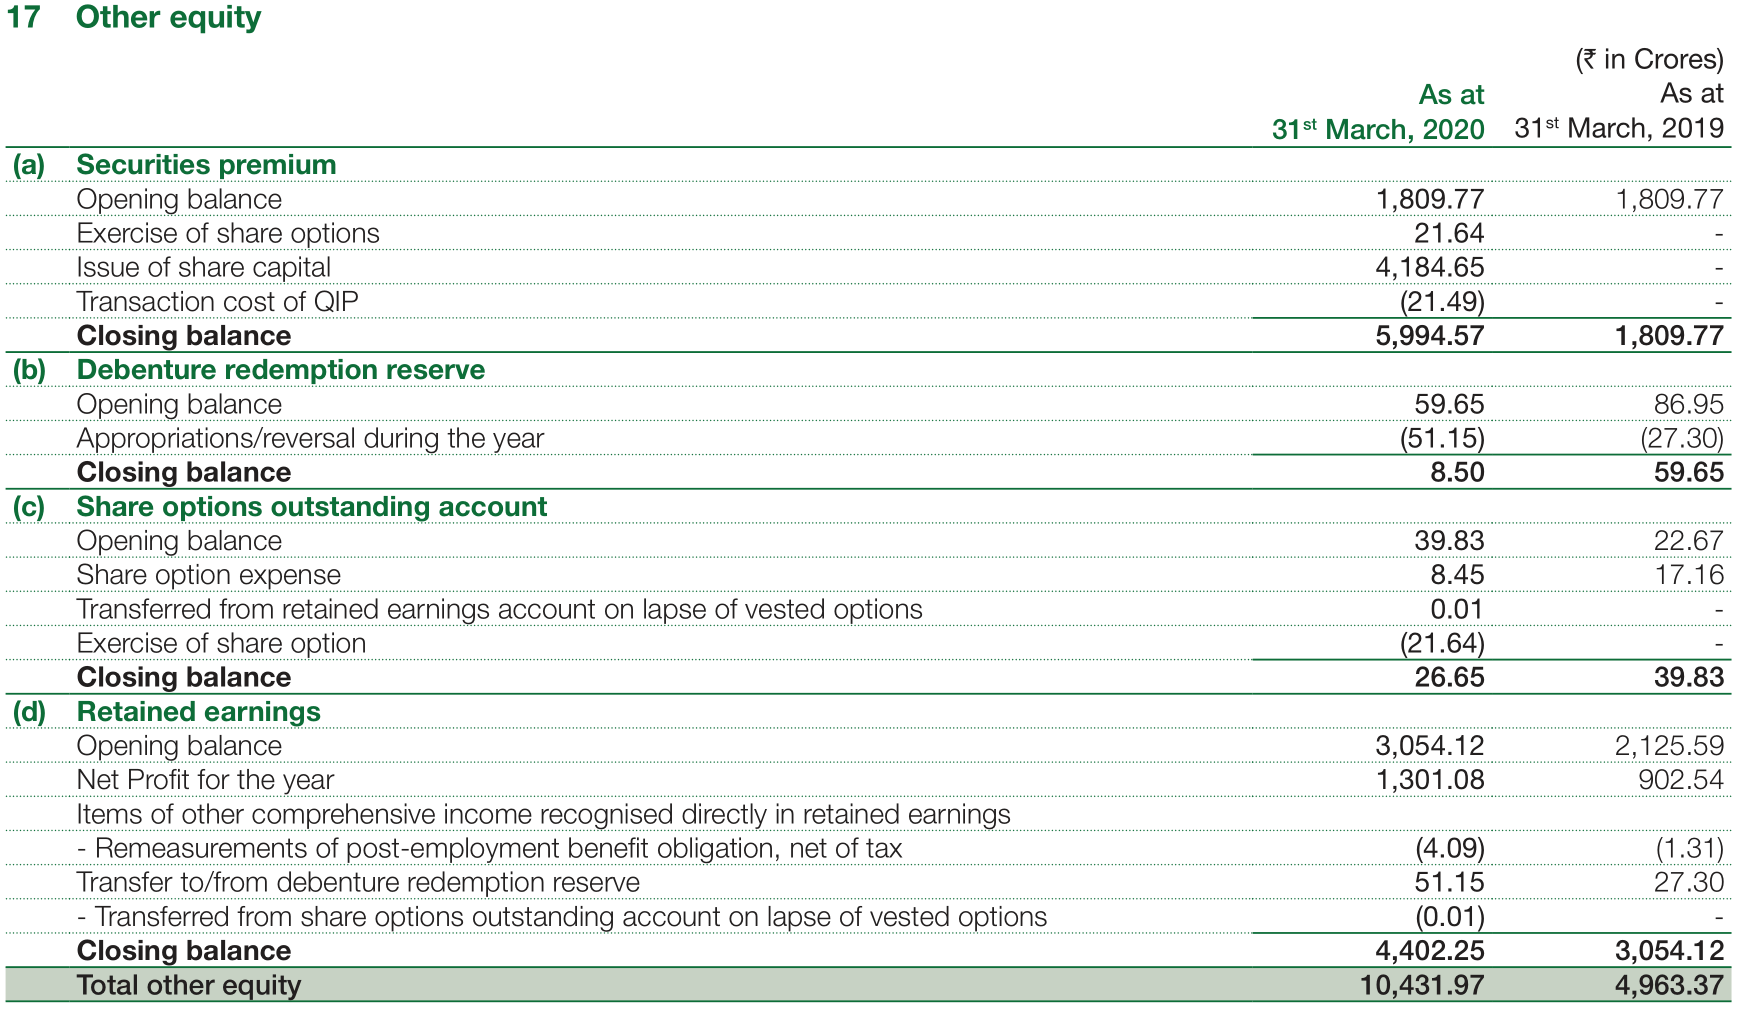 17 Other equity
(₹ in Crores)
As at As at
31st March, 2020 31st March, 2019
(a) Securities premium
Opening balance 1,809.77 1,809.77
Exercise of share options 21.64 -
Issue of share capital 4,184.65 -
Transaction cost of QIP (21.49) -
Closing balance 5,994.57 1,809.77
(b) Debenture redemption reserve
Opening balance 59.65 86.95
Appropriations/reversal during the year (51.15) (27.30)
Closing balance 8.50 59.65
(c) Share options outstanding account
Opening balance 39.83 22.67
Share option expense 8.45 17.16
Transferred from retained earnings account on lapse of vested options 0.01 -
Exercise of share option (21.64) -
Closing balance 26.65 39.83
(d) Retained earnings
Opening balance 3,054.12 2,125.59
Net Profit for the year 1,301.08 902.54
Items of other comprehensive income recognised directly in retained earnings
- Remeasurements of post-employment benefit obligation, net of tax (4.09) (1.31)
Transfer to/from debenture redemption reserve 51.15 27.30
- Transferred from share options outstanding account on lapse of vested options (0.01) -
Closing balance 4,402.25 3,054.12
Total other equity 10,431.97 4,963.37